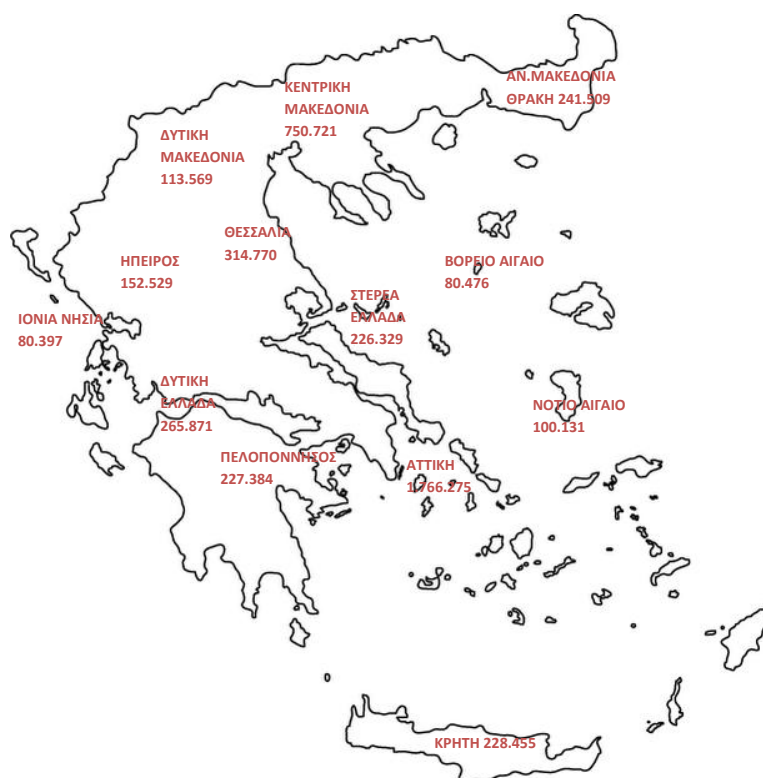 ΑΝ.ΜΑΚΕΔΟΝΙΑ
ΘΡΑΚΗ 241.509
ΚΕΝΤΡΙΚΗ
ΜΑΚΕΔΟΝΙΑ
750.721
ΔΥΤΙΚΗ
ΜΑΚΕΔΟΝΙΑ
113.569
ΘΕΣΣΑΛΙΑ
314.770
ΗΠΕΙΡΟΣ
152.529
ΒΟΡΕΙΟ ΑΙΓΑΙΟ
80.476
ΙΟΝΙΑ ΝΗΣΙΑ
80.397
ΣΤΕΡΕΑ
ΕΛΛΑΔΑ
226.329
ΔΥΤΙΚΗ
ΕΛΛΑΔΑ
265.871
ΝΟΤΙΟ ΑΙΓΑΙΟ
100.131
ΠΕΛΟΠΟΝΝΗΣΟΣ
227.384
ΑΤΤΙΚΗ
1.766.275
ΚΡΗΤΗ 228.455